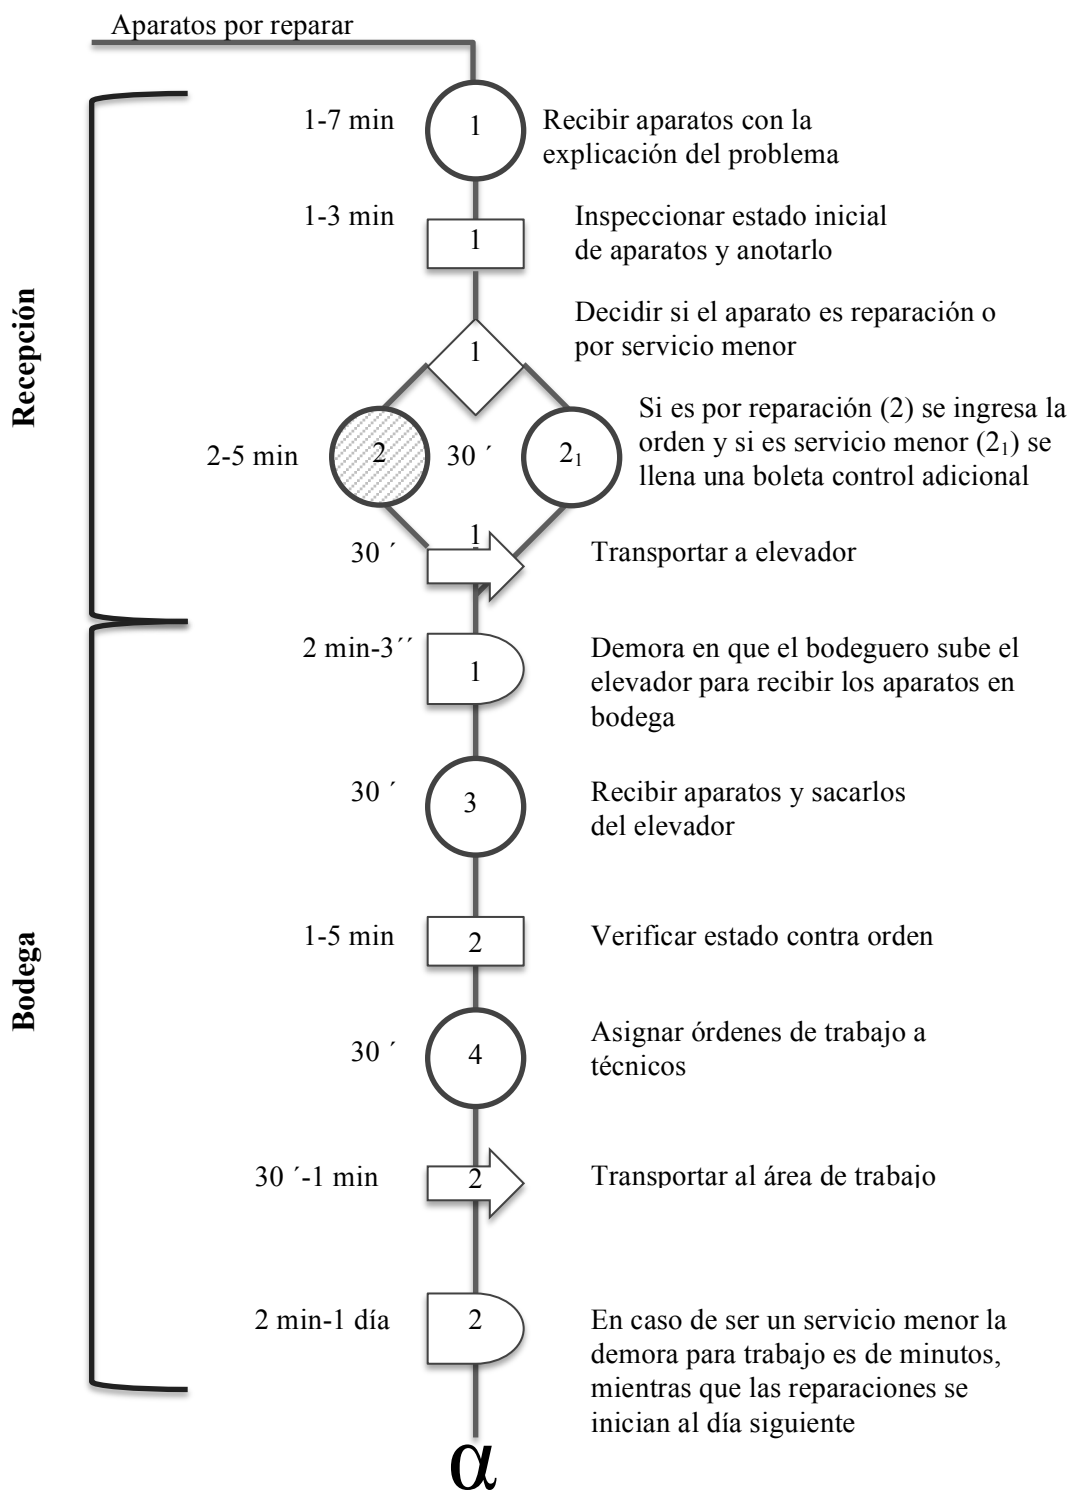 Aparatos por reparar
1-7 min
1
Recibir aparatos con la
explicación del problema
1-3 min
1
Inspeccionar estado inicial
de aparatos y anotarlo
Recepción
1
Decidir si el aparato es reparación o
por servicio menor
2-5 min
2
30 ´
2₁
Si es por reparación (2) se ingresa la
orden y si es servicio menor (2₁) se
llena una boleta control adicional
30 ´
1
Transportar a elevador
2 min-3´´
1
Demora en que el bodeguero sube el
elevador para recibir los aparatos en
bodega
30 ´
3
Recibir aparatos y sacarlos
del elevador
Bodega
1-5 min
2
Verificar estado contra orden
30 ´
4
Asignar órdenes de trabajo a
técnicos
30 ´-1 min
2
Transportar al área de trabajo
2 min-1 día
2
En caso de ser un servicio menor la
demora para trabajo es de minutos,
mientras que las reparaciones se
inician al día siguiente
α